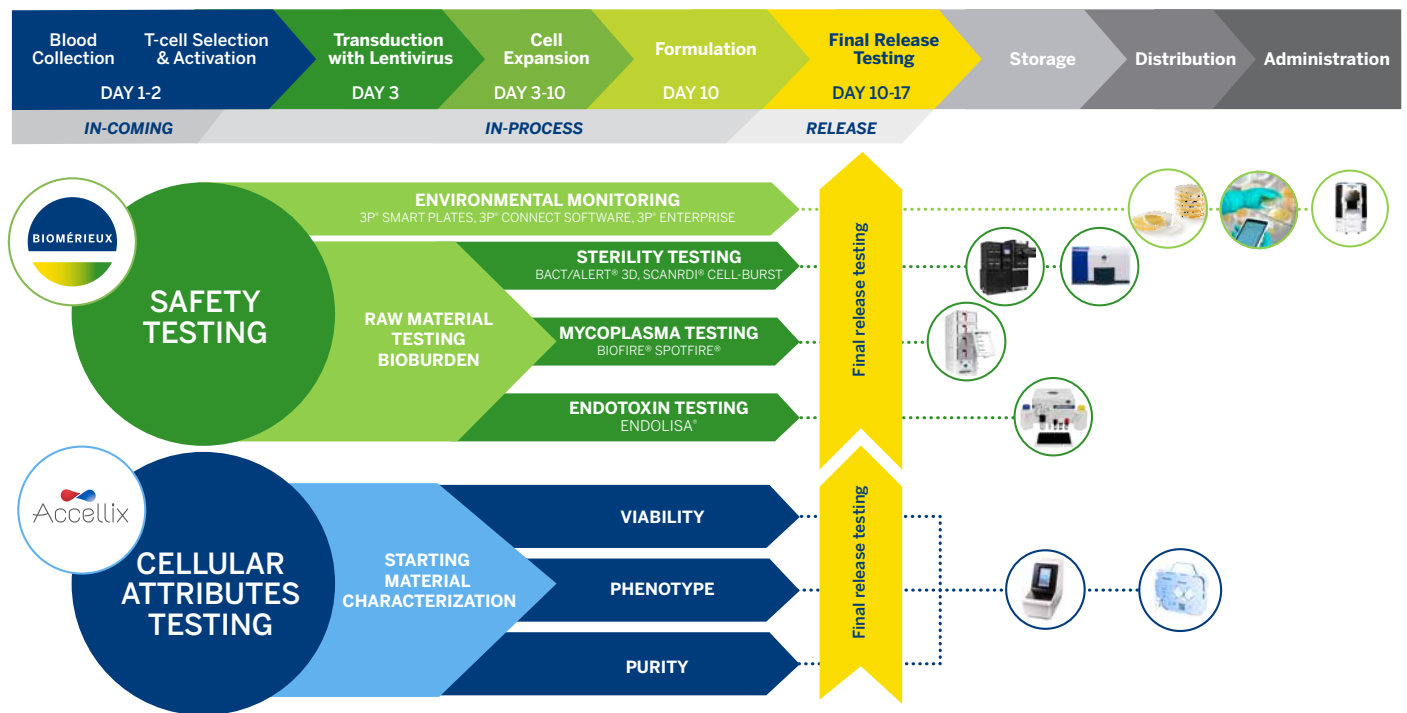 Blood
Collection
T-cell Selection
& Activation
DAY 1-2
Transduction
with Lentivirus
DAY 3
Cell
Expansion
DAY 3-10
Formulation
DAY 10
Final Release
Testing
DAY 10-17
Storage
Distribution
Administration
IN-COMING
IN-PROCESS
RELEASE
BIOMÉRIEUX
SAFETY
TESTING
ENVIRONMENTAL MONITORING
3P® SMART PLATES, 3P® CONNECT SOFTWARE, 3P® ENTERPRISE
RAW MATERIAL
TESTING
BIOBURDEN
STERILITY TESTING
BACT/ALERT® 3D, SCANRDI® CELL-BURST
MYCOPLASMA TESTING
BIOFIRE® SPOTFIRE®
ENDOTOXIN TESTING
ENDOLISA®
Final release testing
Accellix
CELLULAR
ATTRIBUTES
TESTING
STARTING
MATERIAL
CHARACTERIZATION
VIABILITY
PHENOTYPE
PURITY
Final release testing